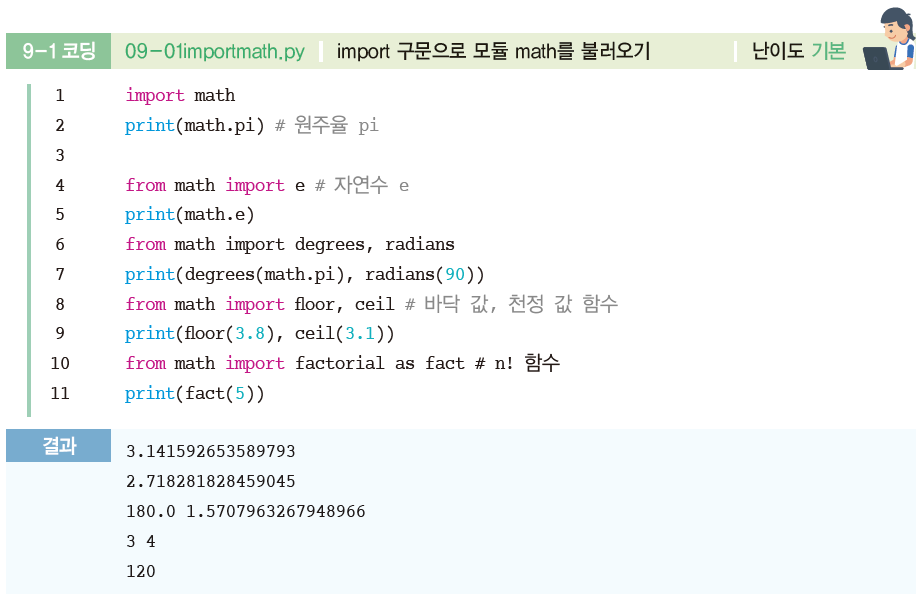 9-1 코딩 09-01importmath.py import 구문으로 모듈 math를 불러오기 난이도 기본
1 import math
2 print(math.pi) # 원주율 pi
3
4 from math import e # 자연수 e
5 print(math.e)
6 from math import degrees, radians
7 print(degrees(math.pi), radians(90))
8 from math import floor, ceil # 바닥 값, 천정 값 함수
9 print(floor(3.8), ceil(3.1))
10 from math import factorial as fact # n! 함수
11 print(fact(5))
결과 3.141592653589793
2.718281828459045
180.0 1.5707963267948966
3 4
120